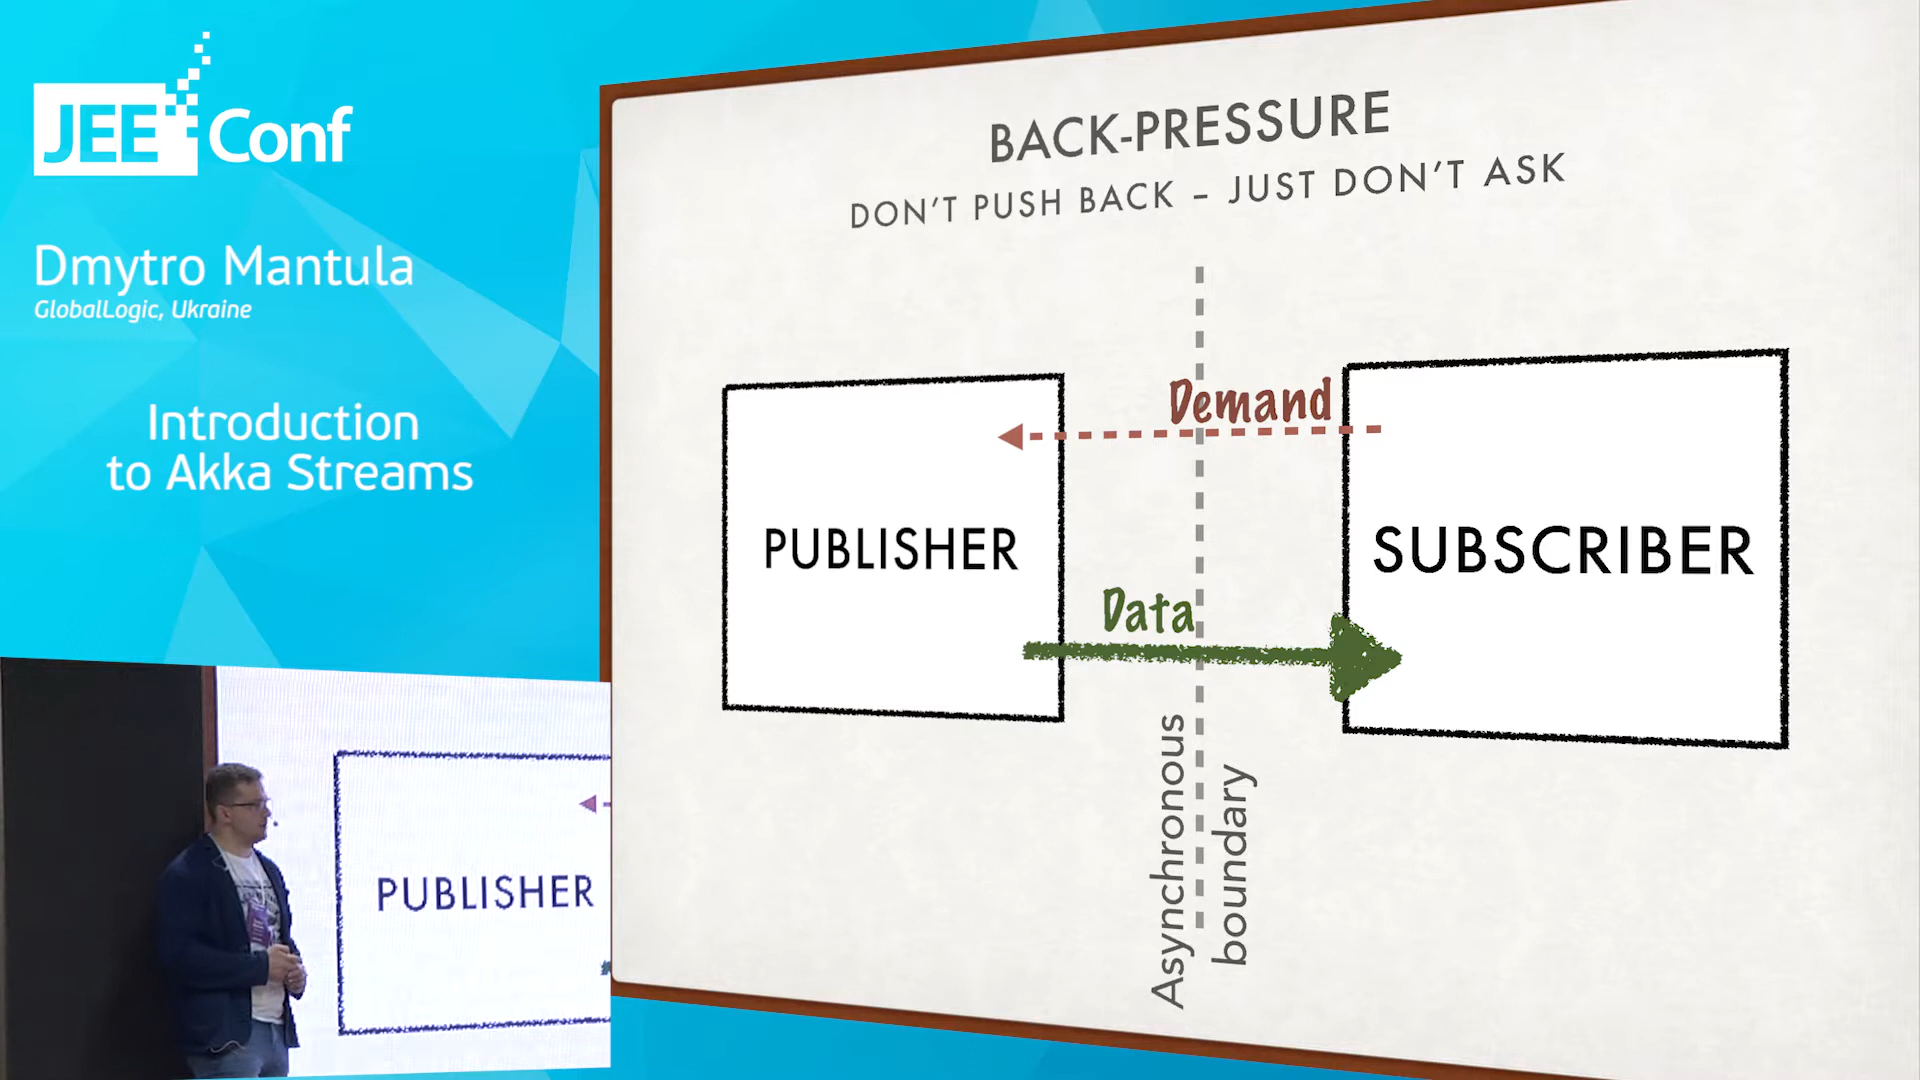 JEE Conf
Dmytro Mantula
GlobalLogic, Ukraine
Introduction
to Akka Streams
BACK-PRESSURE
DON'T PUSH BACK – JUST DON'T ASK
Demand
PUBLISHER
SUBSCRIBER
Data
Asynchronous
boundary
PUBLISHER